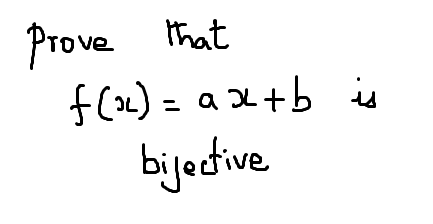 Prove that
f(x) = ax+b is
bijective